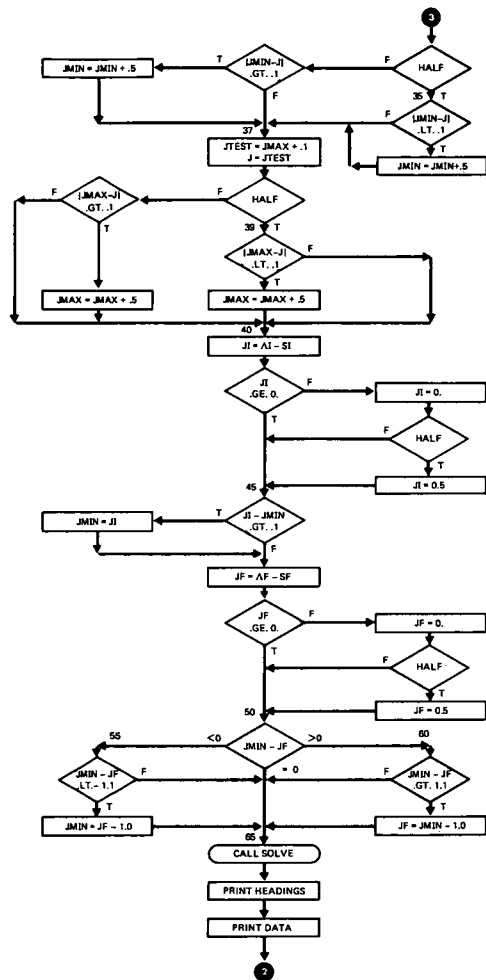 3
HALF
F
T
|JMIN–J|
.GT. .1
T
F
JMIN = JMIN + .5
35
|JMIN–J|
.LT. .1
F
T
JMIN = JMIN+.5
37
JTEST = JMAX + .1
J = JTEST
HALF
F
T
|JMAX–J|
.GT. .1
F
T
39
|JMAX–J|
.LT. .1
F
T
JMAX = JMAX + .5
JMAX = JMAX + .5
40
JI = ΛI – SI
JI
.GE. 0.
F
T
JI = 0.
HALF
F
T
JI = 0.5
45
JI – JMIN
.GT. .1
T
F
JMIN = JI
JF = ΛF – SF
JF
.GE. 0.
F
T
JF = 0.
HALF
F
T
JF = 0.5
50
JMIN – JF
<0
>0
= 0
55
JMIN – JF
.LT. – 1.1
F
T
JMIN = JF – 1.0
60
JMIN – JF
.GT. 1.1
F
T
JF = JMIN – 1.0
65
CALL SOLVE
PRINT HEADINGS
PRINT DATA
2